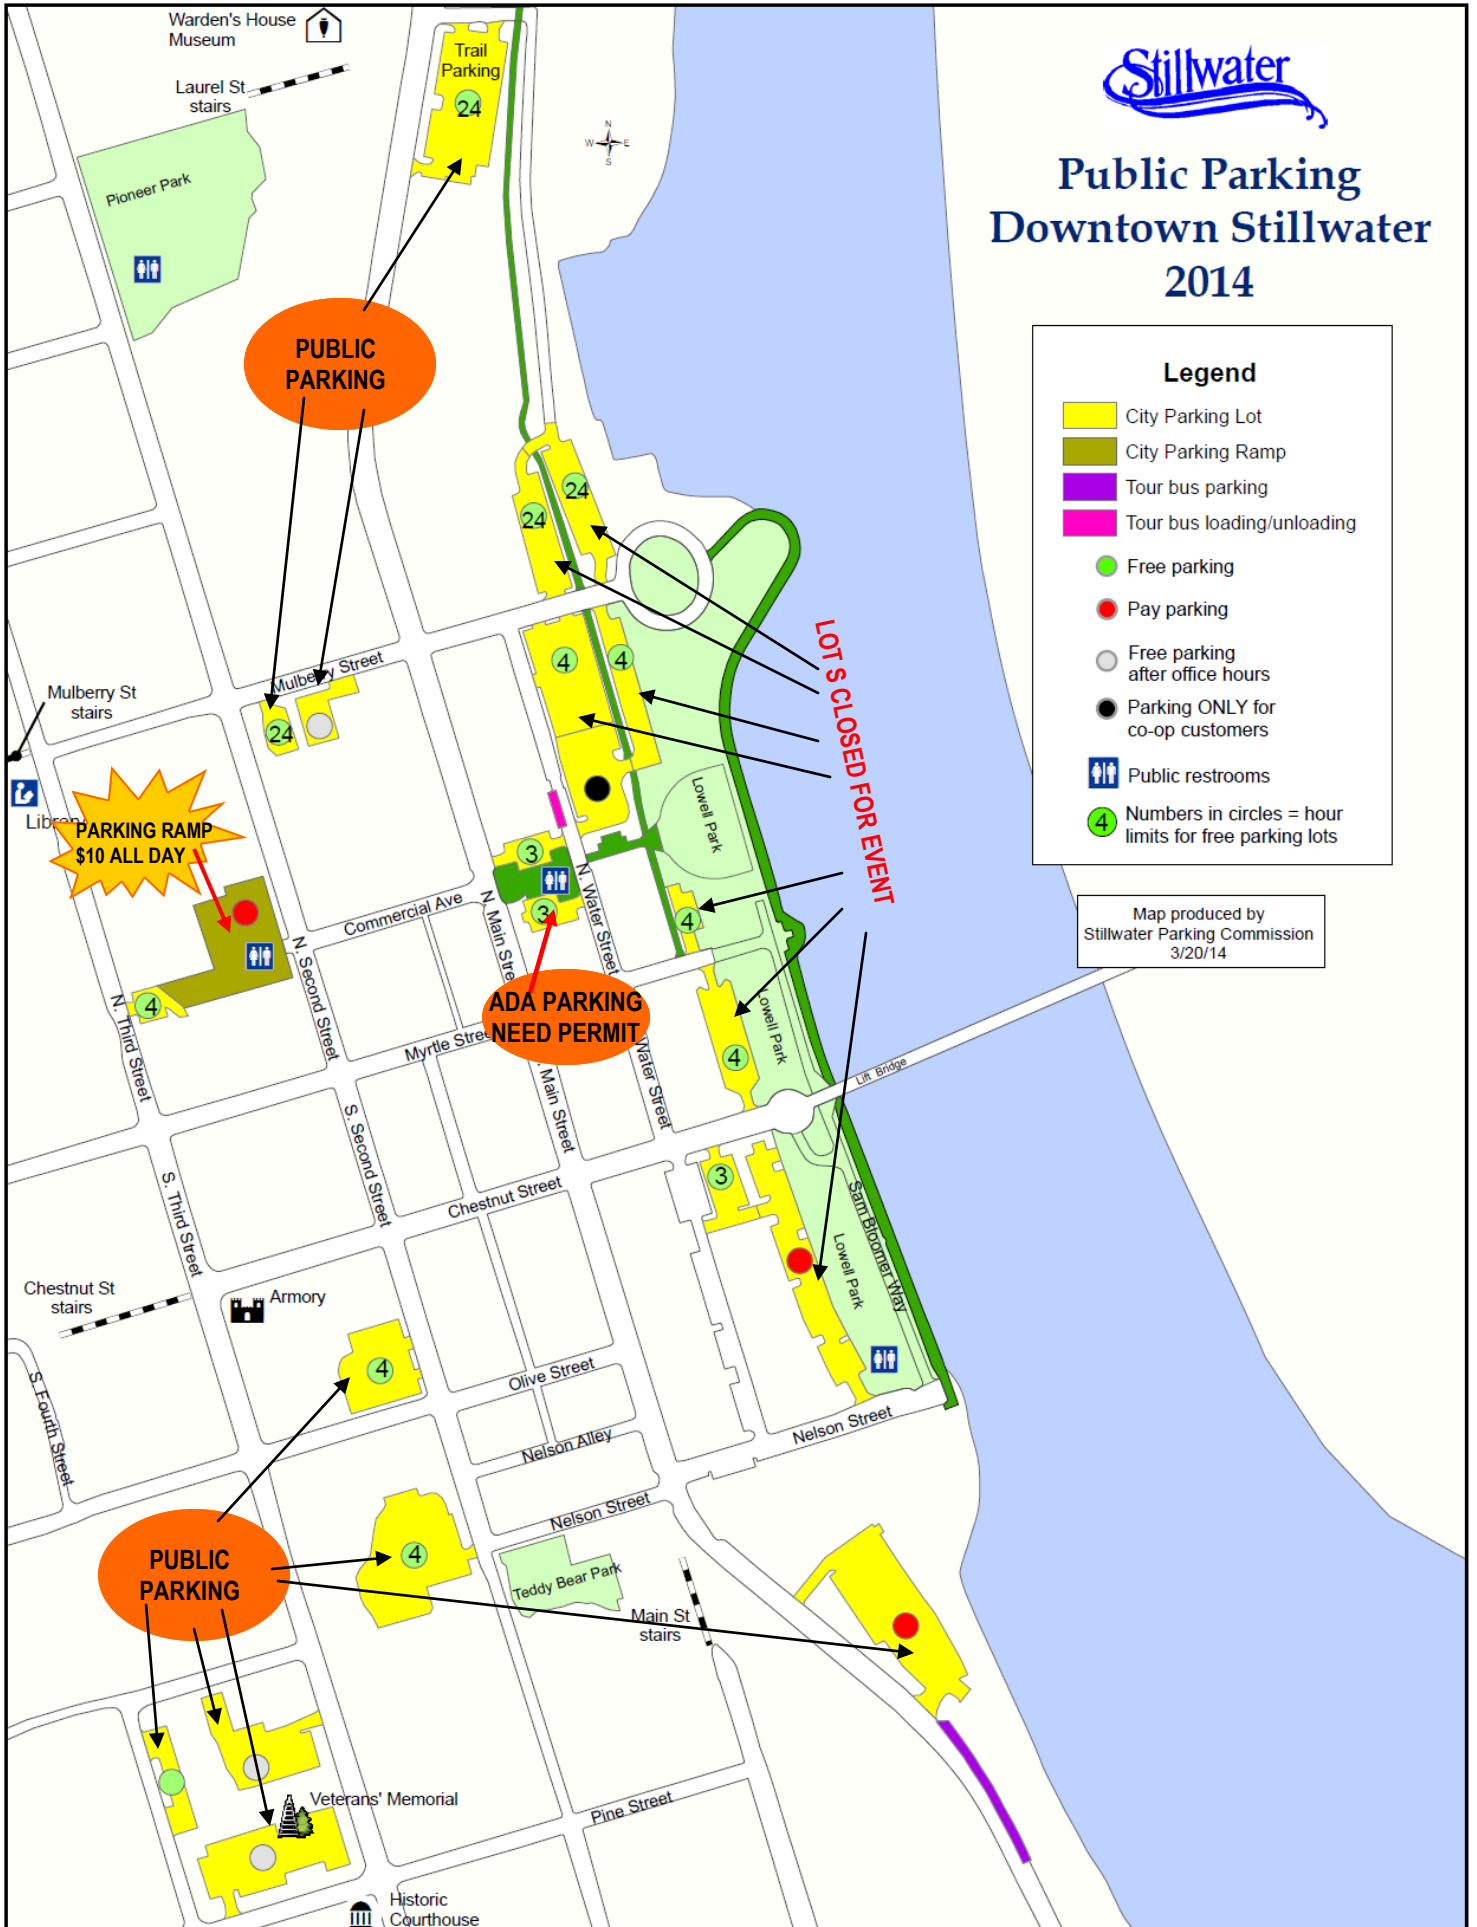 Warden's House
Museum
Laurel St
stairs
Pioneer Park
Trail
Parking
24
N
W
E
S
Stillwater
Public Parking
Downtown Stillwater
2014
Legend
City Parking Lot
City Parking Ramp
Tour bus parking
Tour bus loading/unloading
Free parking
Pay parking
Free parking
after office hours
Parking ONLY for
co-op customers
Public restrooms
4
Numbers in circles = hour
limits for free parking lots
Map produced by
Stillwater Parking Commission
3/20/14
PUBLIC
PARKING
24
24
LOT S CLOSED FOR EVENT
4
4
Mulberry Street
24
Mulberry St
stairs
Library
PARKING RAMP
$10 ALL DAY
Lowell Park
3
3
4
N. Water Street
N. Main Stre
Commercial Ave
N. Second Street
4
N. Third Street
ADA PARKING
NEED PERMIT
Myrtle Stree
Lowell Park
4
Lift Bridge
Water Street
. Main Street
S. Second Street
S. Third Street
Chestnut Street
3
Sam Bloomer Way
Lowell Park
Chestnut St
stairs
Armory
4
Olive Street
S. Fourth Street
Nelson Alley
Nelson Street
Nelson Street
4
PUBLIC
PARKING
Teddy Bear Park
Main St
stairs
Veterans' Memorial
Pine Street
Historic
Courthouse